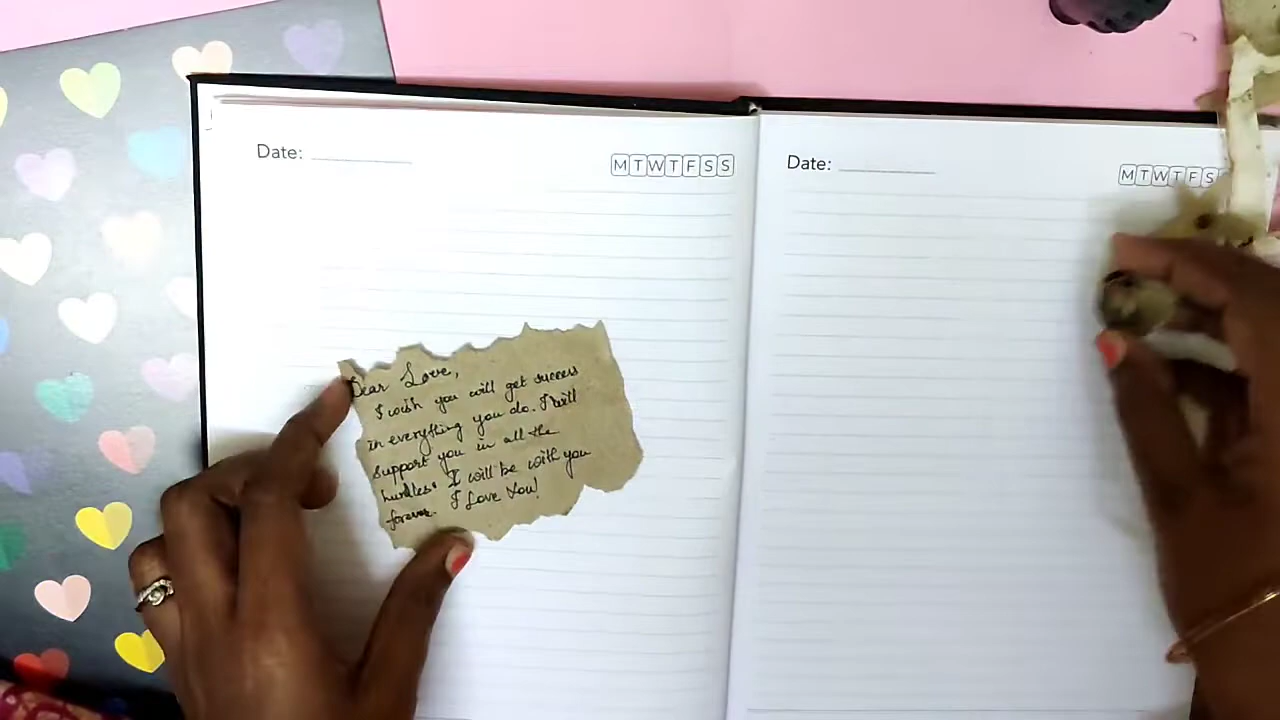 Date:
M T W T F S S
Date:
M T W T F S
Dear Love,
I wish you will get success
in everything you do. I will
support you in all the
hurdles. I will be with you
forever. I Love You!